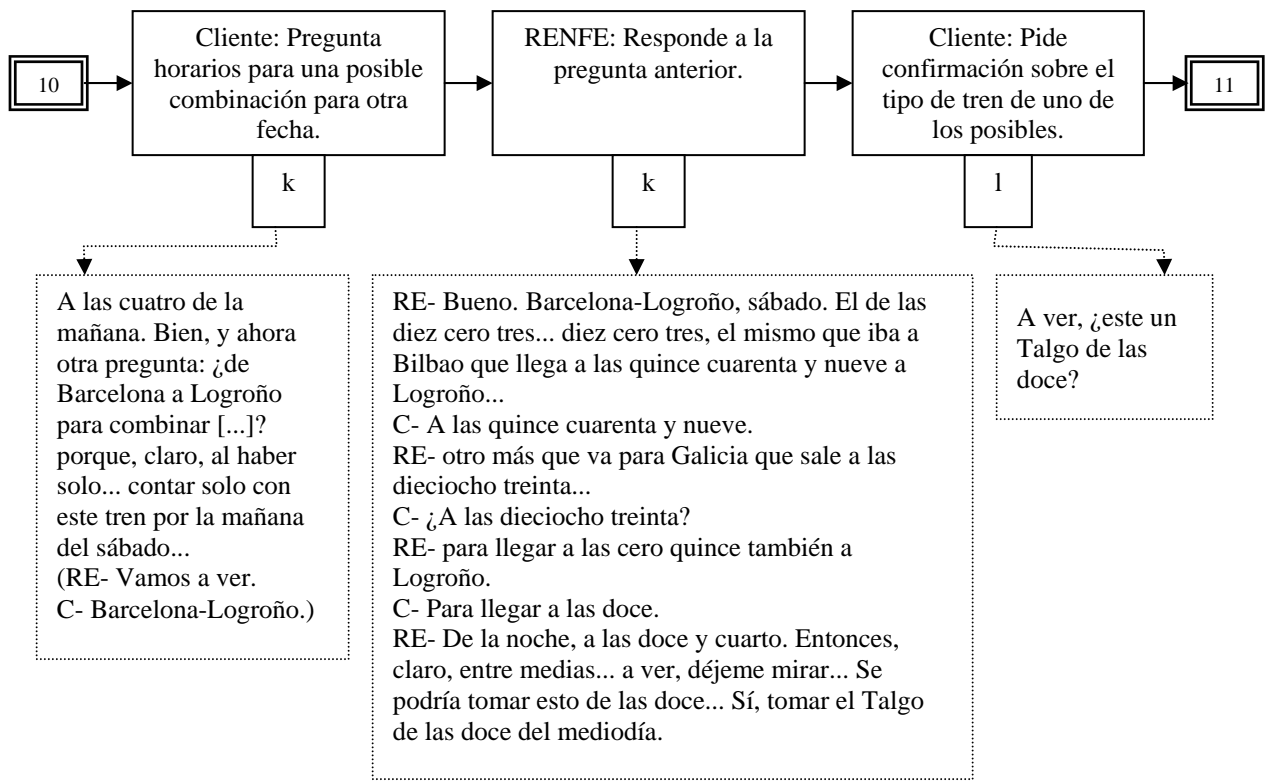 10
Cliente: Pregunta
horarios para una posible
combinación para otra
fecha.
RENFE: Responde a la
pregunta anterior.
Cliente: Pide
confirmación sobre el
tipo de tren de uno de
los posibles.
11
k
k
l
A las cuatro de la
mañana. Bien, y ahora
otra pregunta: ¿de
Barcelona a Logroño
para combinar [...]?
porque, claro, al haber
solo... contar solo con
este tren por la mañana
del sábado...
(RE- Vamos a ver.
C- Barcelona-Logroño.)
RE- Bueno. Barcelona-Logroño, sábado. El de las
diez cero tres... diez cero tres, el mismo que iba a
Bilbao que llega a las quince cuarenta y nueve a
Logroño...
C- A las quince cuarenta y nueve.
RE- otro más que va para Galicia que sale a las
dieciocho treinta...
C- ¿A las dieciocho treinta?
RE- para llegar a las cero quince también a
Logroño.
C- Para llegar a las doce.
RE- De la noche, a las doce y cuarto. Entonces,
claro, entre medias... a ver, déjeme mirar... Se
podría tomar esto de las doce... Sí, tomar el Talgo
de las doce del mediodía.
A ver, ¿este un
Talgo de las
doce?